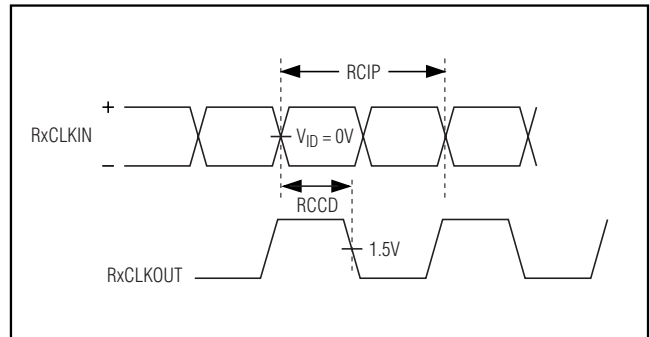 RCIP
+
RxCLKIN
V_ID = 0V
–
RCCD
1.5V
RxCLKOUT